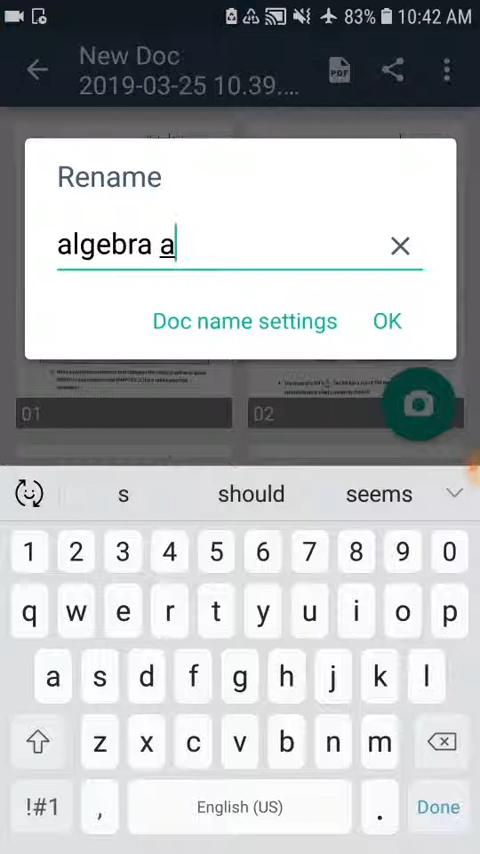 83% 10:42 AM
New Doc
2019-03-25 10.39....
PDF
Rename
algebra a
Doc name settings OK
01 02
s should seems
1 2 3 4 5 6 7 8 9 0
q w e r t y u i o p
a s d f g h j k l
z x c v b n m
!#1 , English (US) . Done